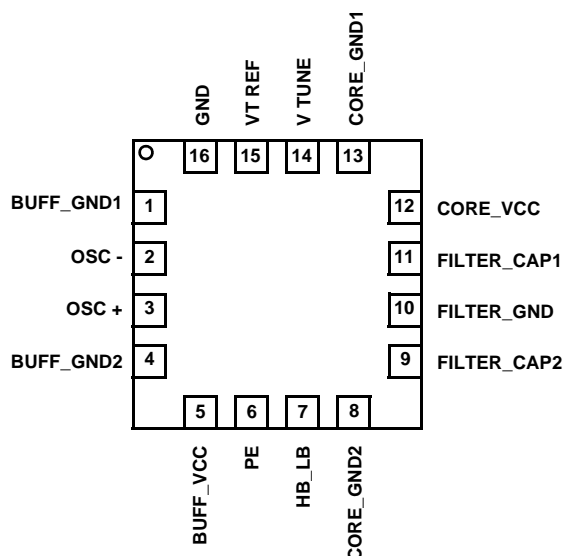 GND
VT REF
V TUNE
CORE_GND1
16 15 14 13
BUFF_GND1 1
12 CORE_VCC
OSC - 2
11 FILTER_CAP1
OSC + 3
10 FILTER_GND
BUFF_GND2 4
9 FILTER_CAP2
5 6 7 8
BUFF_VCC
PE
HB_LB
CORE_GND2